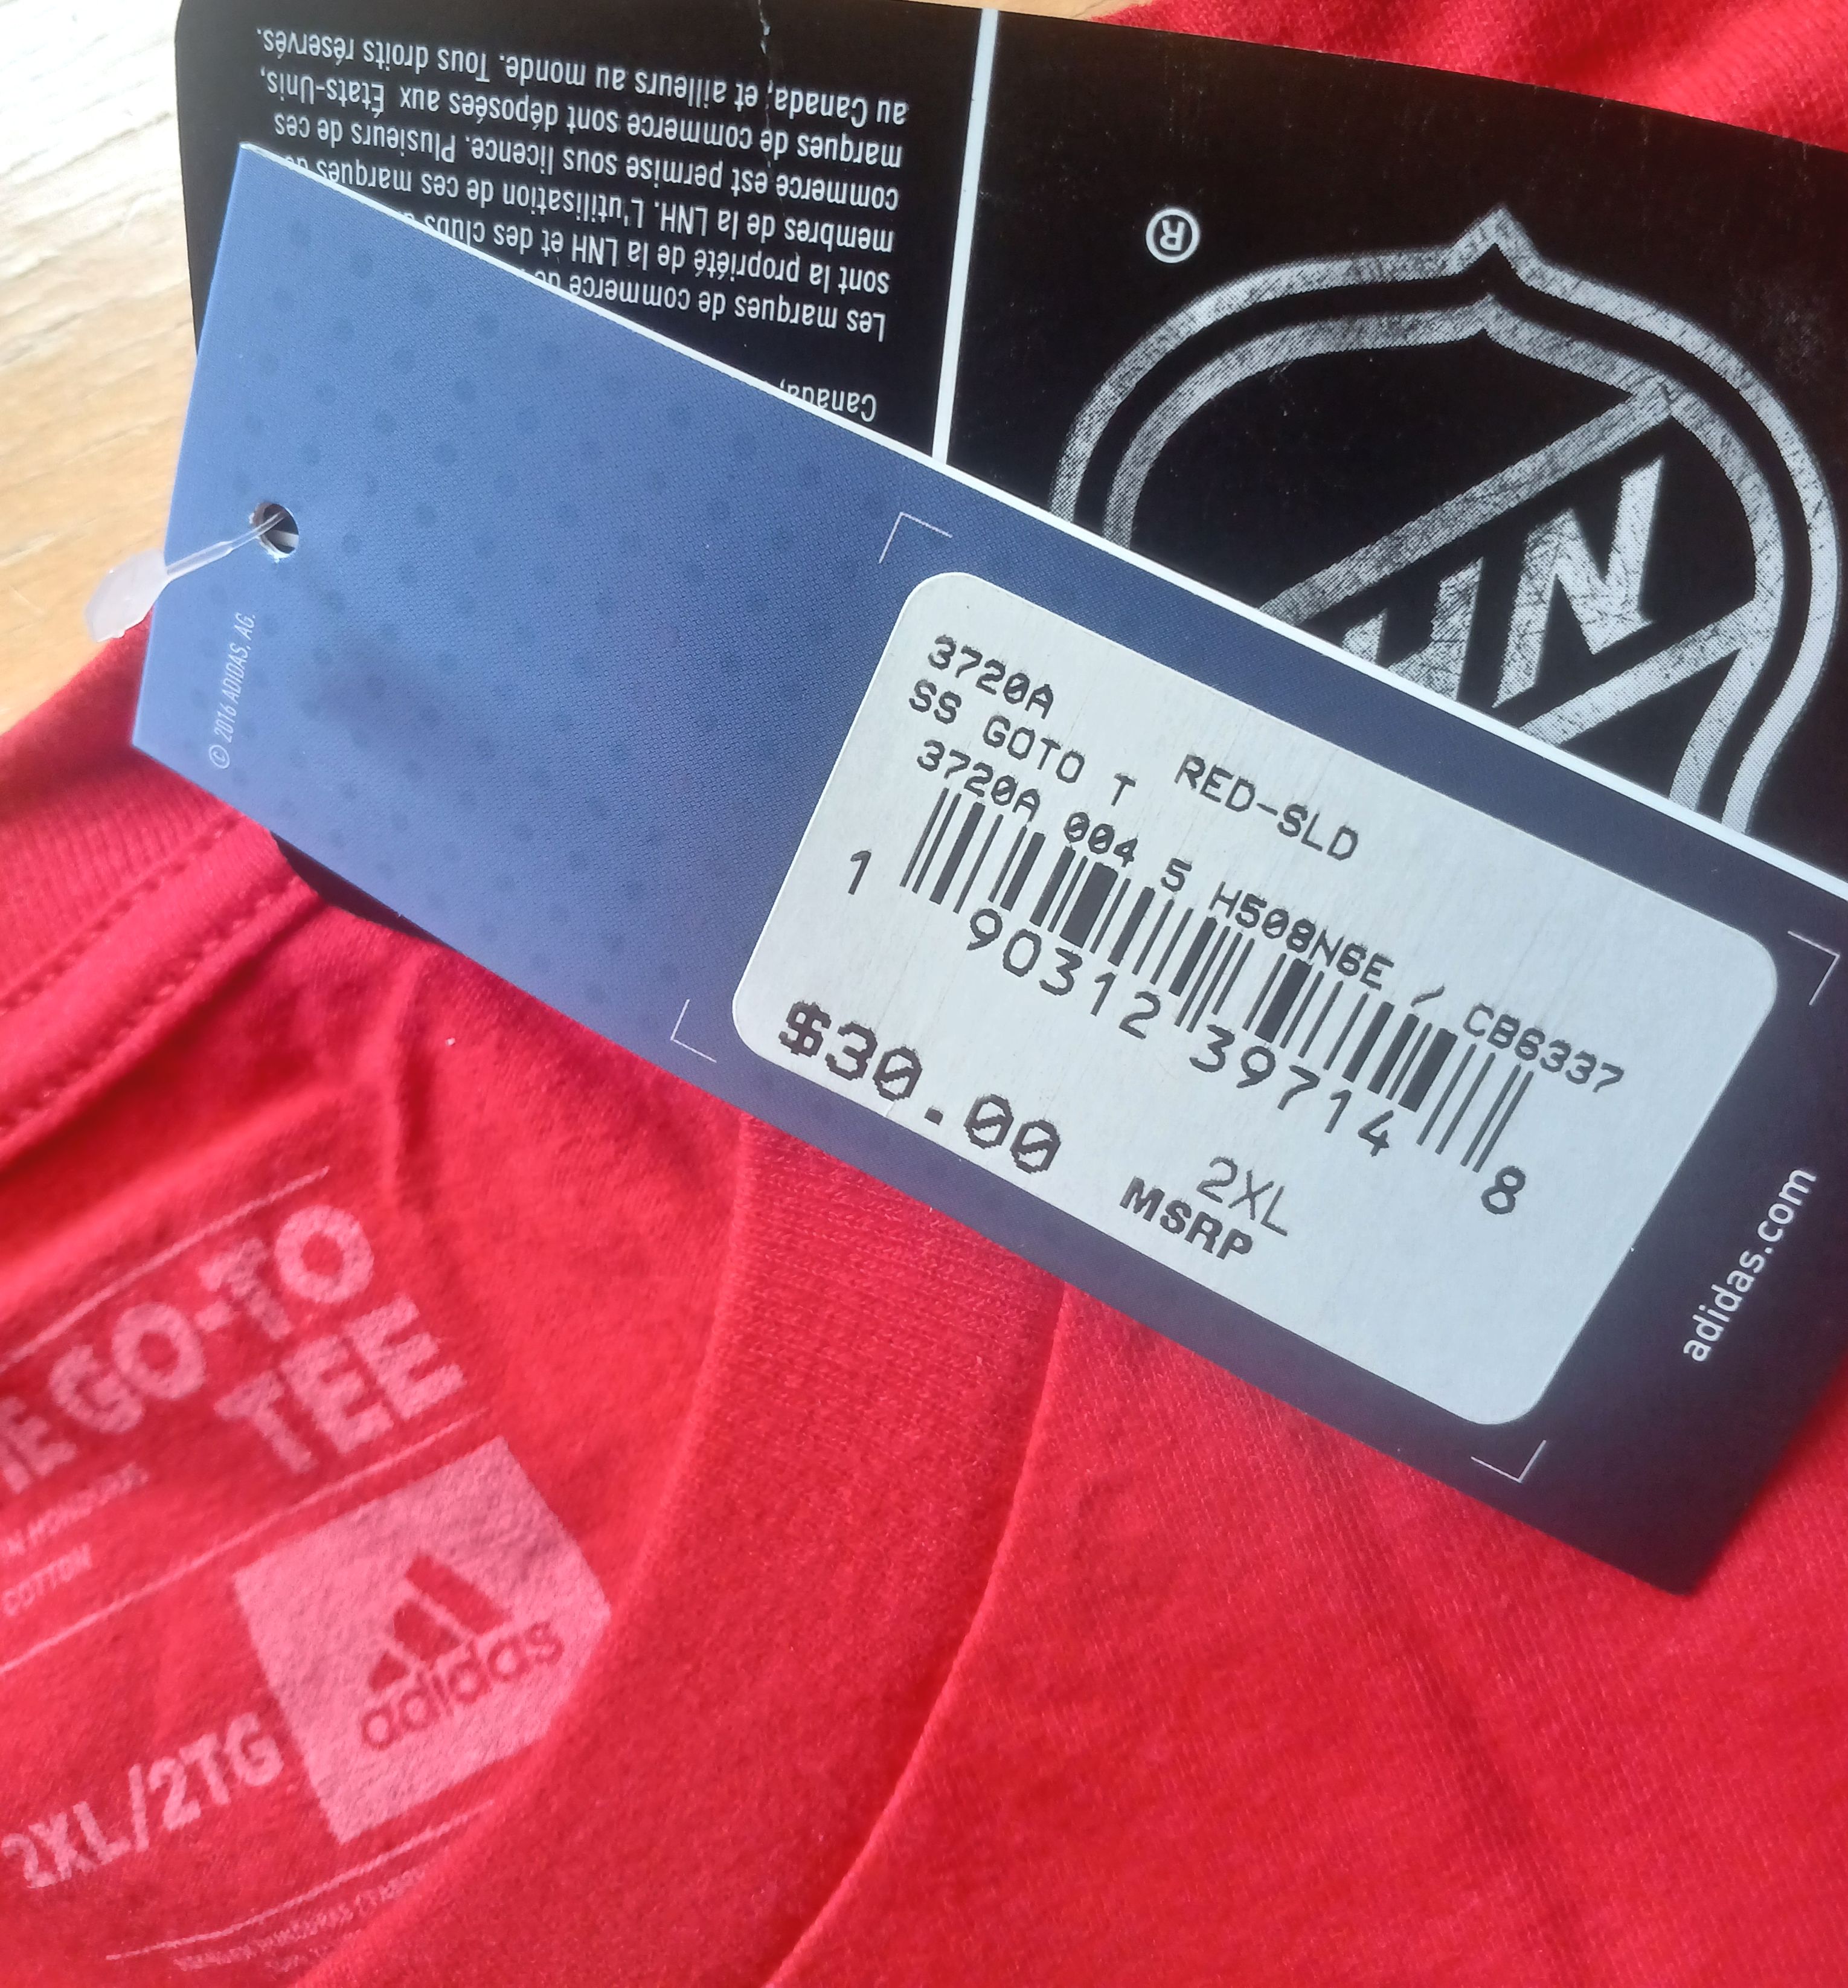 Canada,
Les marques de commerce de
sont la propriété de la LNH et des clubs
membres de la LNH. L'utilisation de ces marques
commerce est permise sous licence. Plusieurs de ces
marques de commerce sont déposées aux États-Unis,
au Canada, et ailleurs au monde. Tous droits réservés.
®
© 2016 ADIDAS, AG.
3720A
SS GOTO T RED-SLD
3720A 004 5 H508N6E / CB6337
1 90312 39714 8
$30.00 2XL
MSRP
adidas.com
GO-TO
TEE
COTTON
adidas
2XL/2TG